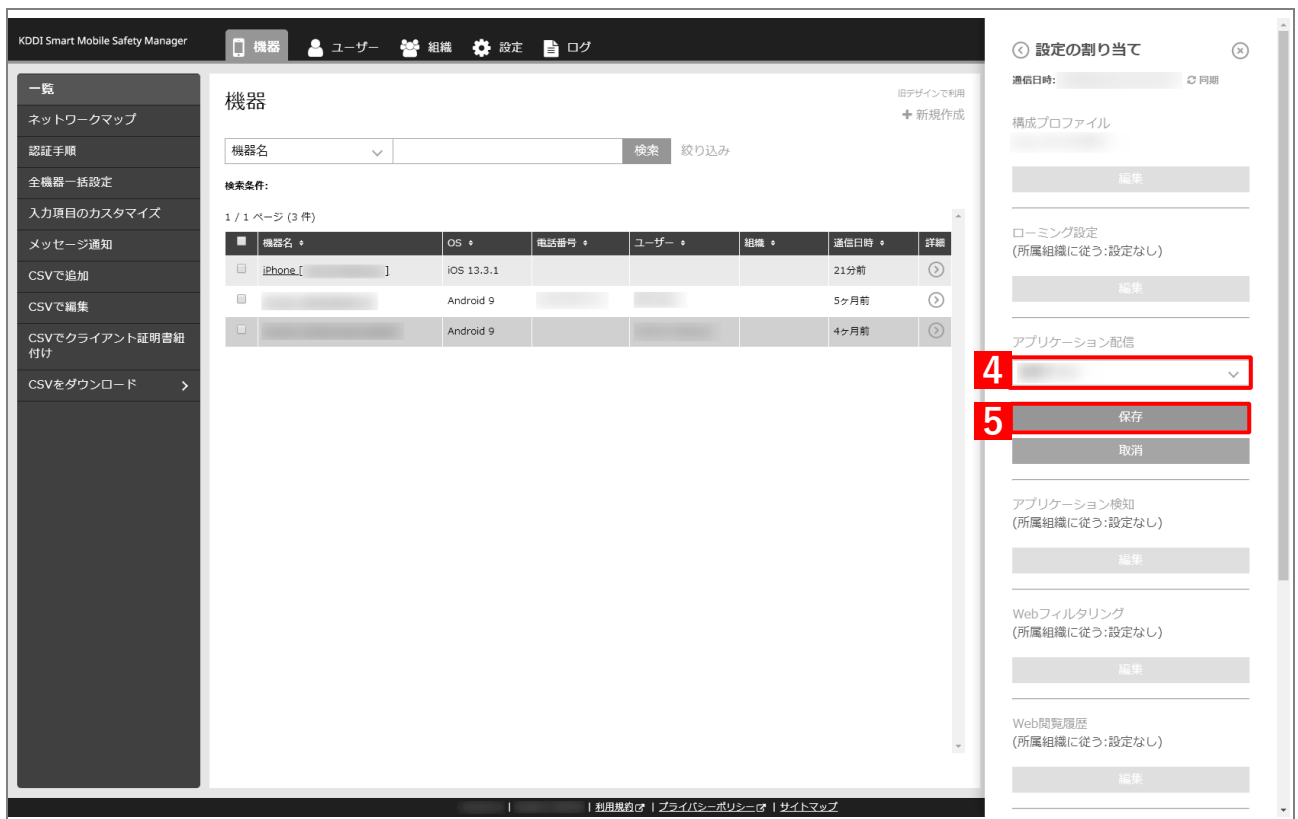 KDDI Smart Mobile Safety Manager
機器
ユーザー
組織
設定
ログ
一覧
ネットワークマップ
認証手順
全機器一括設定
入力項目のカスタマイズ
メッセージ通知
CSVで追加
CSVで編集
CSVでクライアント証明書紐
付け
CSVをダウンロード
機器
旧デザインで利用
+ 新規作成
機器名
検索
絞り込み
検索条件:
1 / 1 ページ (3 件)
機器名 OS 電話番号 ユーザー 組織 通信日時 詳細
iPhone [ ] iOS 13.3.1 21分前
Android 9 5ヶ月前
Android 9 4ヶ月前
設定の割り当て
通信日時: 同期
構成プロファイル
編集
ローミング設定
(所属組織に従う:設定なし)
編集
アプリケーション配信
4
5 保存
取消
アプリケーション検知
(所属組織に従う:設定なし)
編集
Webフィルタリング
(所属組織に従う:設定なし)
編集
Web閲覧履歴
(所属組織に従う:設定なし)
編集
| | 利用規約 | プライバシーポリシー | サイトマップ